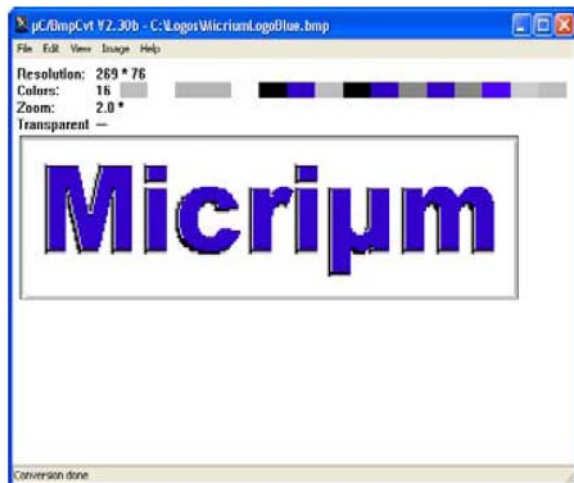 µC/BmpCvt V2.30b - C:\Logos\MicriumLogoBlue.bmp
File Edit View Image Help
Resolution: 269 * 76
Colors: 16
Zoom: 2.0 *
Transparent —
Micriµm
Conversion done